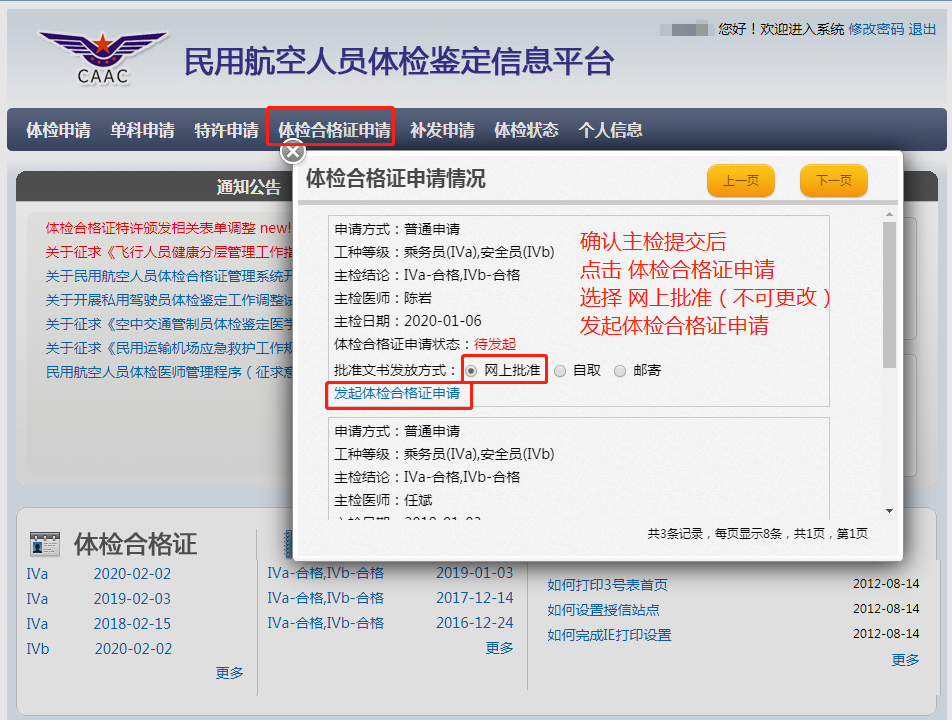 您好！欢迎进入系统 修改密码 退出
CAAC
民用航空人员体检鉴定信息平台
体检申请 单科申请 特许申请 体检合格证申请 补发申请 体检状态 个人信息
通知公告
体检合格证特许颁发相关表单调整 new!
关于征求《飞行人员健康分层管理工作指
关于民用航空人员体检合格证管理系统开
关于开展私用驾驶员体检鉴定工作调整试
关于征求《空中交通管制员体检鉴定医学
关于征求《民用运输机场应急救护工作规
民用航空人员体检医师管理程序（征求意
体检合格证申请情况
上一页 下一页
申请方式：普通申请
工种等级：乘务员(IVa),安全员(IVb)
主检结论：IVa-合格,IVb-合格
主检医师：陈岩
主检日期：2020-01-06
体检合格证申请状态：待发起
批准文书发放方式： 网上批准 自取 邮寄
发起体检合格证申请
确认主检提交后
点击 体检合格证申请
选择 网上批准（不可更改）
发起体检合格证申请
申请方式：普通申请
工种等级：乘务员(IVa),安全员(IVb)
主检结论：IVa-合格,IVb-合格
主检医师：任斌
共3条记录，每页显示8条，共1页，第1页
体检合格证
IVa 2020-02-02
IVa 2019-02-03
IVa 2018-02-15
IVb 2020-02-02
更多
IVa-合格,IVb-合格 2019-01-03
IVa-合格,IVb-合格 2017-12-14
IVa-合格,IVb-合格 2016-12-24
更多
如何打印3号表首页 2012-08-14
如何设置授信站点 2012-08-14
如何完成IE打印设置 2012-08-14
更多